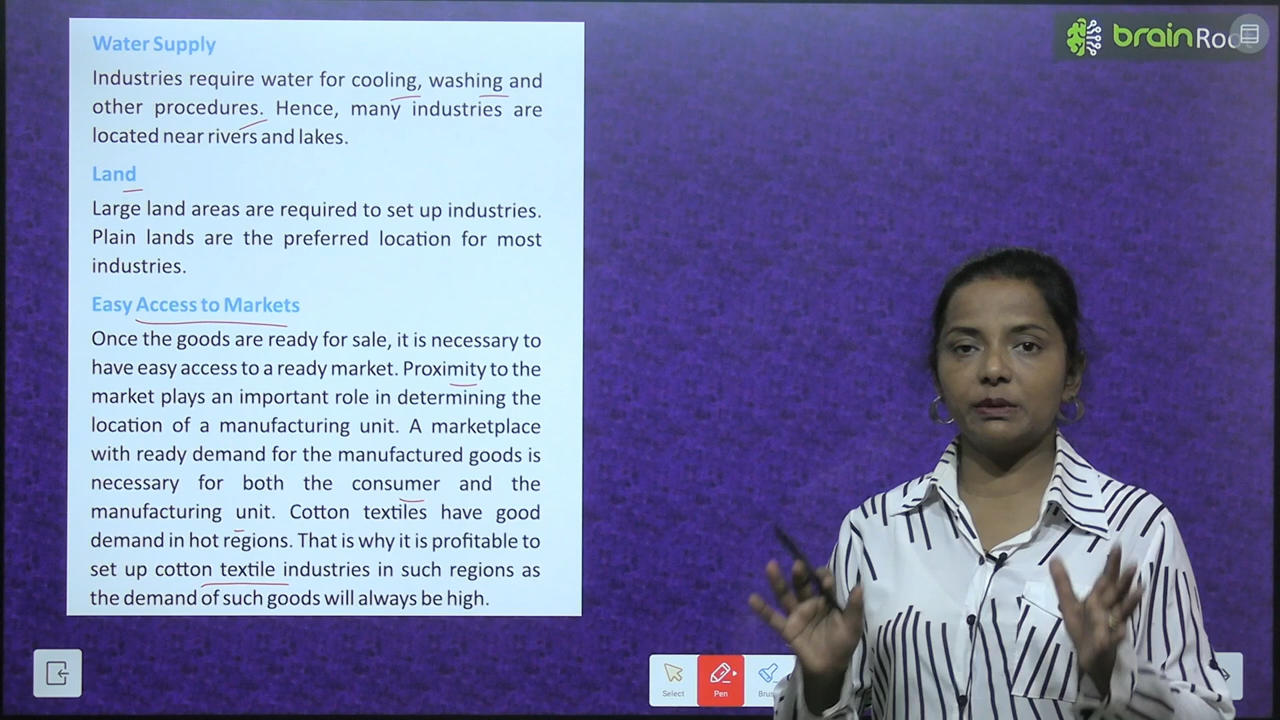 Water Supply
Industries require water for cooling, washing and
other procedures. Hence, many industries are
located near rivers and lakes.
Land
Large land areas are required to set up industries.
Plain lands are the preferred location for most
industries.
Easy Access to Markets
Once the goods are ready for sale, it is necessary to
have easy access to a ready market. Proximity to the
market plays an important role in determining the
location of a manufacturing unit. A marketplace
with ready demand for the manufactured goods is
necessary for both the consumer and the
manufacturing unit. Cotton textiles have good
demand in hot regions. That is why it is profitable to
set up cotton textile industries in such regions as
the demand of such goods will always be high.
brain
Select
Pen